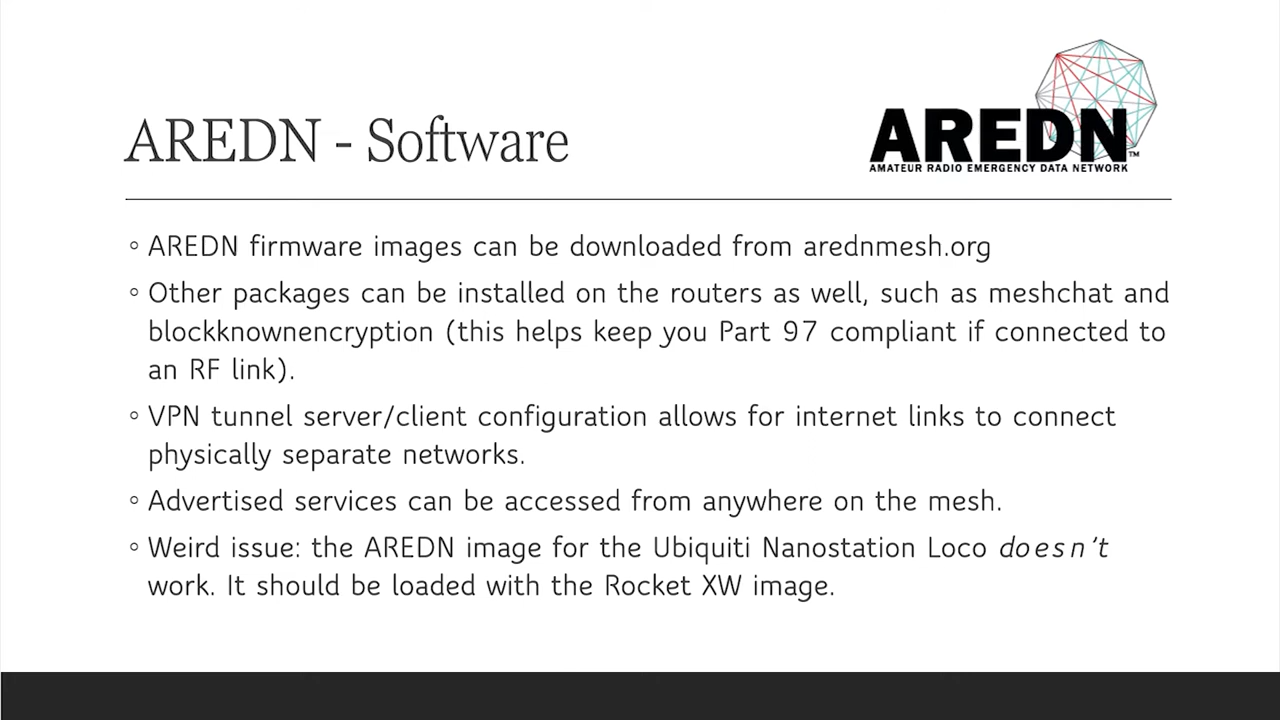 AREDN - Software
AREDN™
AMATEUR RADIO EMERGENCY DATA NETWORK
◦ AREDN firmware images can be downloaded from arednmesh.org
◦ Other packages can be installed on the routers as well, such as meshchat and
blockknownencryption (this helps keep you Part 97 compliant if connected to
an RF link).
◦ VPN tunnel server/client configuration allows for internet links to connect
physically separate networks.
◦ Advertised services can be accessed from anywhere on the mesh.
◦ Weird issue: the AREDN image for the Ubiquiti Nanostation Loco doesn't
work. It should be loaded with the Rocket XW image.